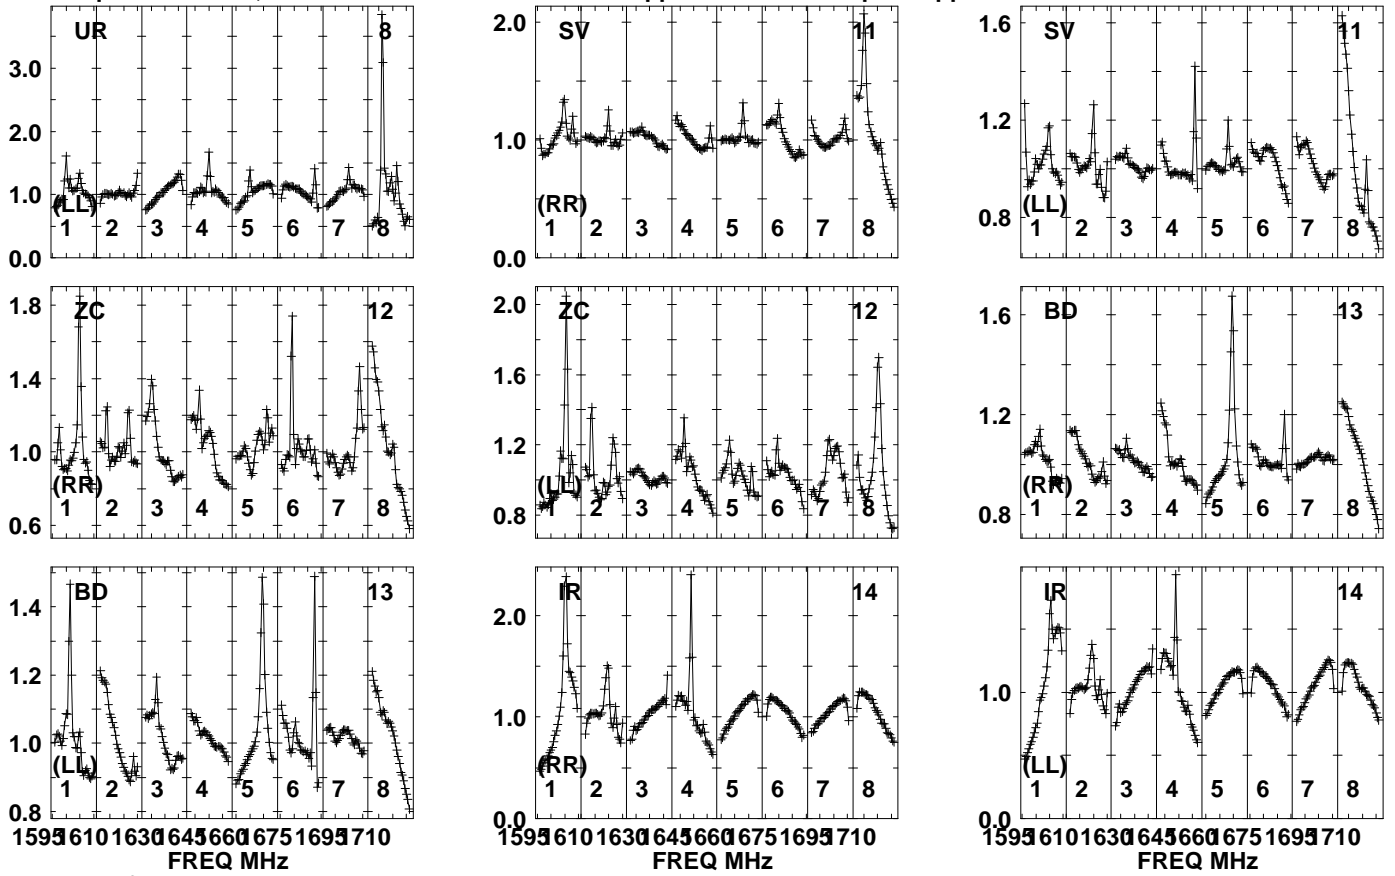 UR 8
3.0
2.0
1.0
0.0
(LL)
1 2 3 4 5 6 7 8
SV 11
2.0
1.0
0.0
(RR)
1 2 3 4 5 6 7 8
SV 11
1.6
1.2
0.8
(LL)
1 2 3 4 5 6 7 8
ZC 12
1.8
1.4
1.0
0.6
(RR)
1 2 3 4 5 6 7 8
ZC 12
2.0
1.6
1.2
0.8
(LL)
1 2 3 4 5 6 7 8
BD 13
1.6
1.2
0.8
(RR)
1 2 3 4 5 6 7 8
BD 13
1.4
1.2
1.0
0.8
(LL)
1 2 3 4 5 6 7 8
1595 1610 1630 1645 1660 1675 1695 1710
FREQ MHz
IR 14
2.0
1.0
0.0
(RR)
1 2 3 4 5 6 7 8
1595 1610 1630 1645 1660 1675 1695 1710
FREQ MHz
IR 14
1.0
0.0
(LL)
1 2 3 4 5 6 7 8
1595 1610 1630 1645 1660 1675 1695 1710
FREQ MHz